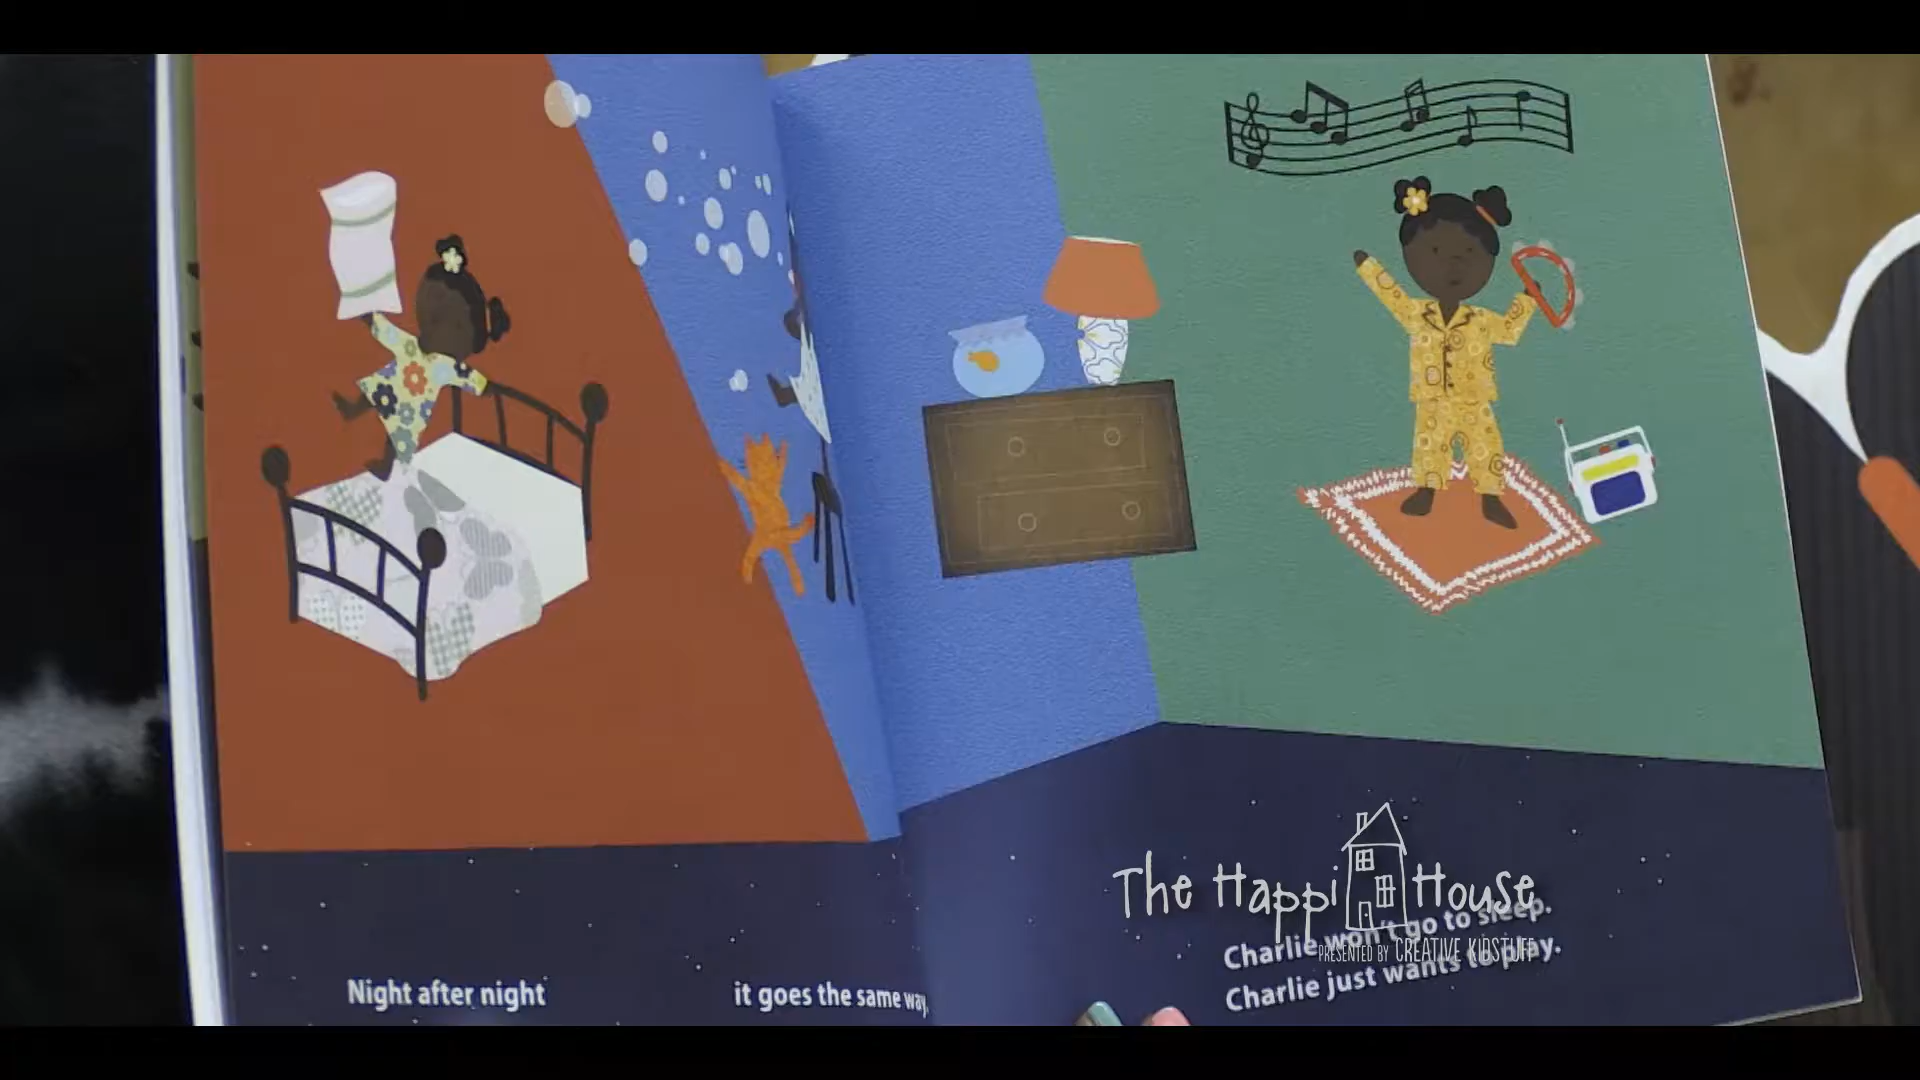 Night after night
it goes the same way,
Charlie won't go to sleep.
Charlie just wants to play.
The Happi House
PRESENTED BY CREATIVE KIDSTUFF